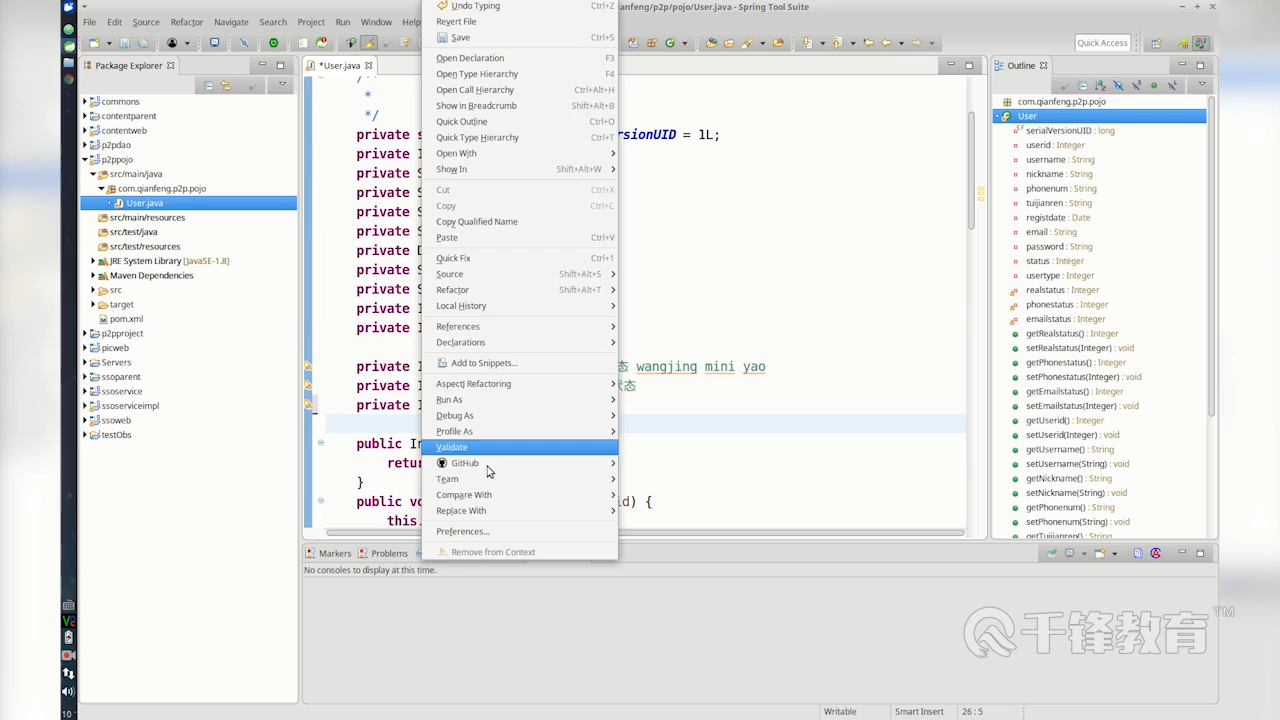 anfeng/p2p/pojo/User.java - Spring Tool Suite
File Edit Source Refactor Navigate Search Project Run Window Help
Quick Access
Package Explorer
commons
contentparent
contentweb
p2pdao
p2ppojo
src/main/java
com.qianfeng.p2p.pojo
User.java
src/main/resources
src/test/java
src/test/resources
JRE System Library [JavaSE-1.8]
Maven Dependencies
src
target
pom.xml
p2pproject
picweb
Servers
ssoparent
ssoservice
ssoserviceimpl
ssoweb
testObs
*User.java
/**
*
*/
private s
rsionUID = 1L;
private I
private S
private S
private S
private S
private D
private S
private S
private I
private I
private I
态 wangjing mini yao
private I
状态
private I
public In
retur
}
public vo
id) {
this.
Undo Typing Ctrl+Z
Revert File
Save Ctrl+S
Open Declaration F3
Open Type Hierarchy F4
Open Call Hierarchy Ctrl+Alt+H
Show in Breadcrumb Shift+Alt+B
Quick Outline Ctrl+O
Quick Type Hierarchy Ctrl+T
Open With
Show In Shift+Alt+W
Cut Ctrl+X
Copy Ctrl+C
Copy Qualified Name
Paste Ctrl+V
Quick Fix Ctrl+1
Source Shift+Alt+S
Refactor Shift+Alt+T
Local History
References
Declarations
Add to Snippets...
AspectJ Refactoring
Run As
Debug As
Profile As
Validate
GitHub
Team
Compare With
Replace With
Preferences...
Remove from Context
Outline
com.qianfeng.p2p.pojo
User
serialVersionUID : long
userid : Integer
username : String
nickname : String
phonenum : String
tuijianren : String
registdate : Date
email : String
password : String
status : Integer
usertype : Integer
realstatus : Integer
phonestatus : Integer
emailstatus : Integer
getRealstatus() : Integer
setRealstatus(Integer) : void
getPhonestatus() : Integer
setPhonestatus(Integer) : void
getEmailstatus() : Integer
setEmailstatus(Integer) : void
getUserid() : Integer
setUserid(Integer) : void
getUsername() : String
setUsername(String) : void
getNickname() : String
setNickname(String) : void
getPhonenum() : String
setPhonenum(String) : void
getTuijianren() : String
Markers Problems
No consoles to display at this time.
千锋教育™
Writable Smart Insert 26 : 5
10